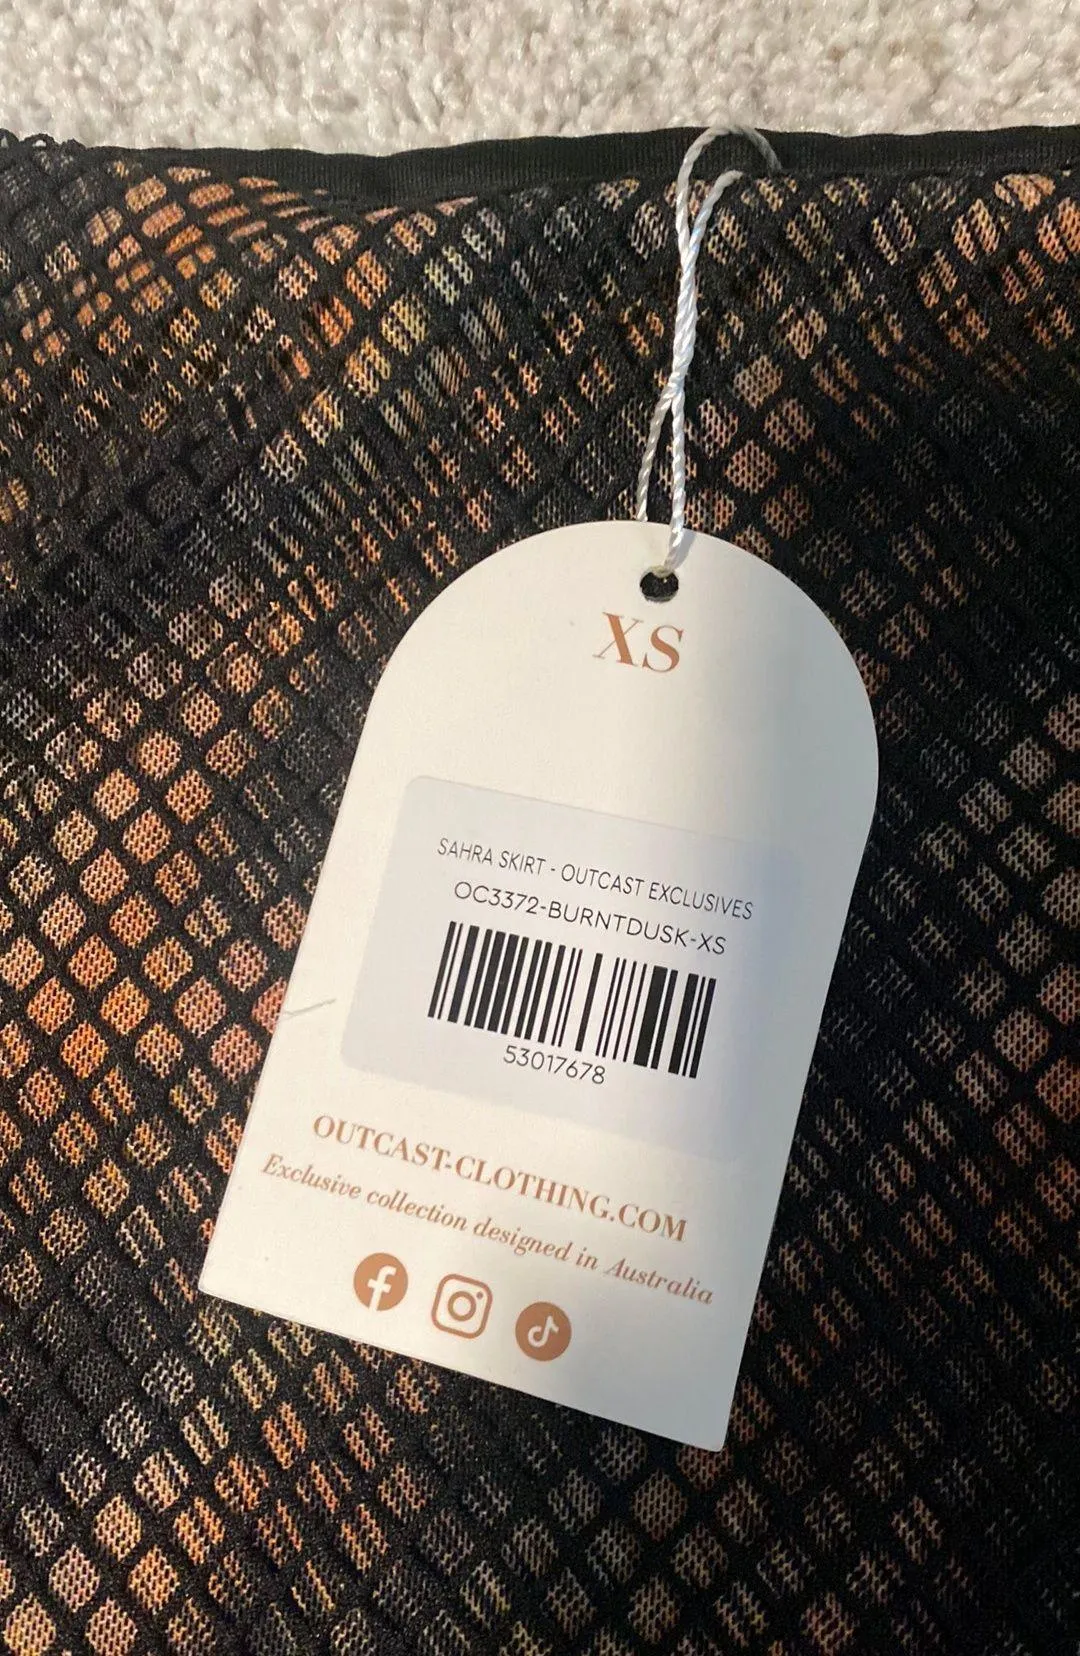 XS
SAHRA SKIRT - OUTCAST EXCLUSIVES
OC3372-BURNTDUSK-XS
53017678
OUTCAST-CLOTHING.COM
Exclusive collection designed in Australia